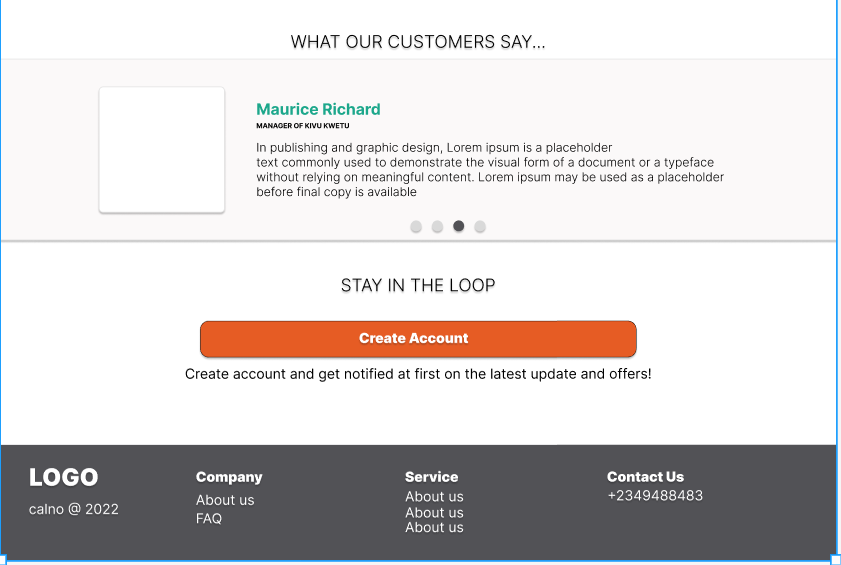 WHAT OUR CUSTOMERS SAY...
Maurice Richard
MANAGER OF KIVU KWETU
In publishing and graphic design, Lorem ipsum is a placeholder
text commonly used to demonstrate the visual form of a document or a typeface
without relying on meaningful content. Lorem ipsum may be used as a placeholder
before final copy is available
STAY IN THE LOOP
Create Account
Create account and get notified at first on the latest update and offers!
LOGO
calno @ 2022
Company
About us
FAQ
Service
About us
About us
About us
Contact Us
+2349488483